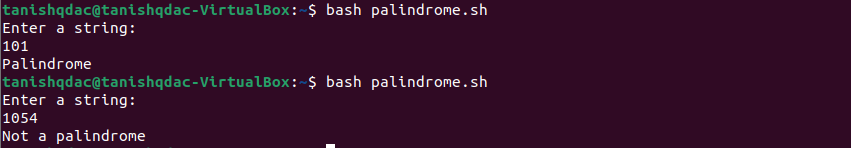 tanishqdac@tanishqdac-VirtualBox:~$ bash palindrome.sh
Enter a string:
101
Palindrome
tanishqdac@tanishqdac-VirtualBox:~$ bash palindrome.sh
Enter a string:
1054
Not a palindrome